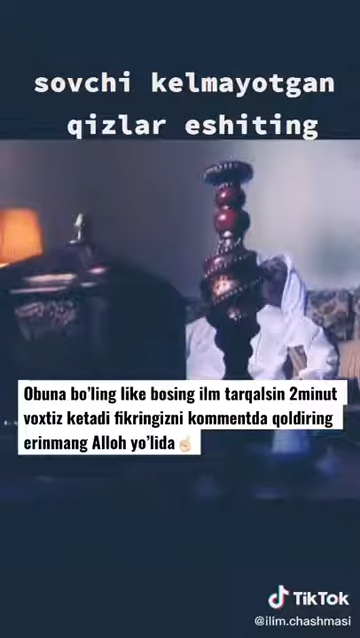 sovchi kelmayotgan
qizlar eshiting
Obuna bo'ling like bosing ilm tarqalsin 2minut
voxtiz ketadi fikringizni kommentda qoldiring
erinmang Alloh yo'lida☝🏻
TikTok
@ilim.chashmasi